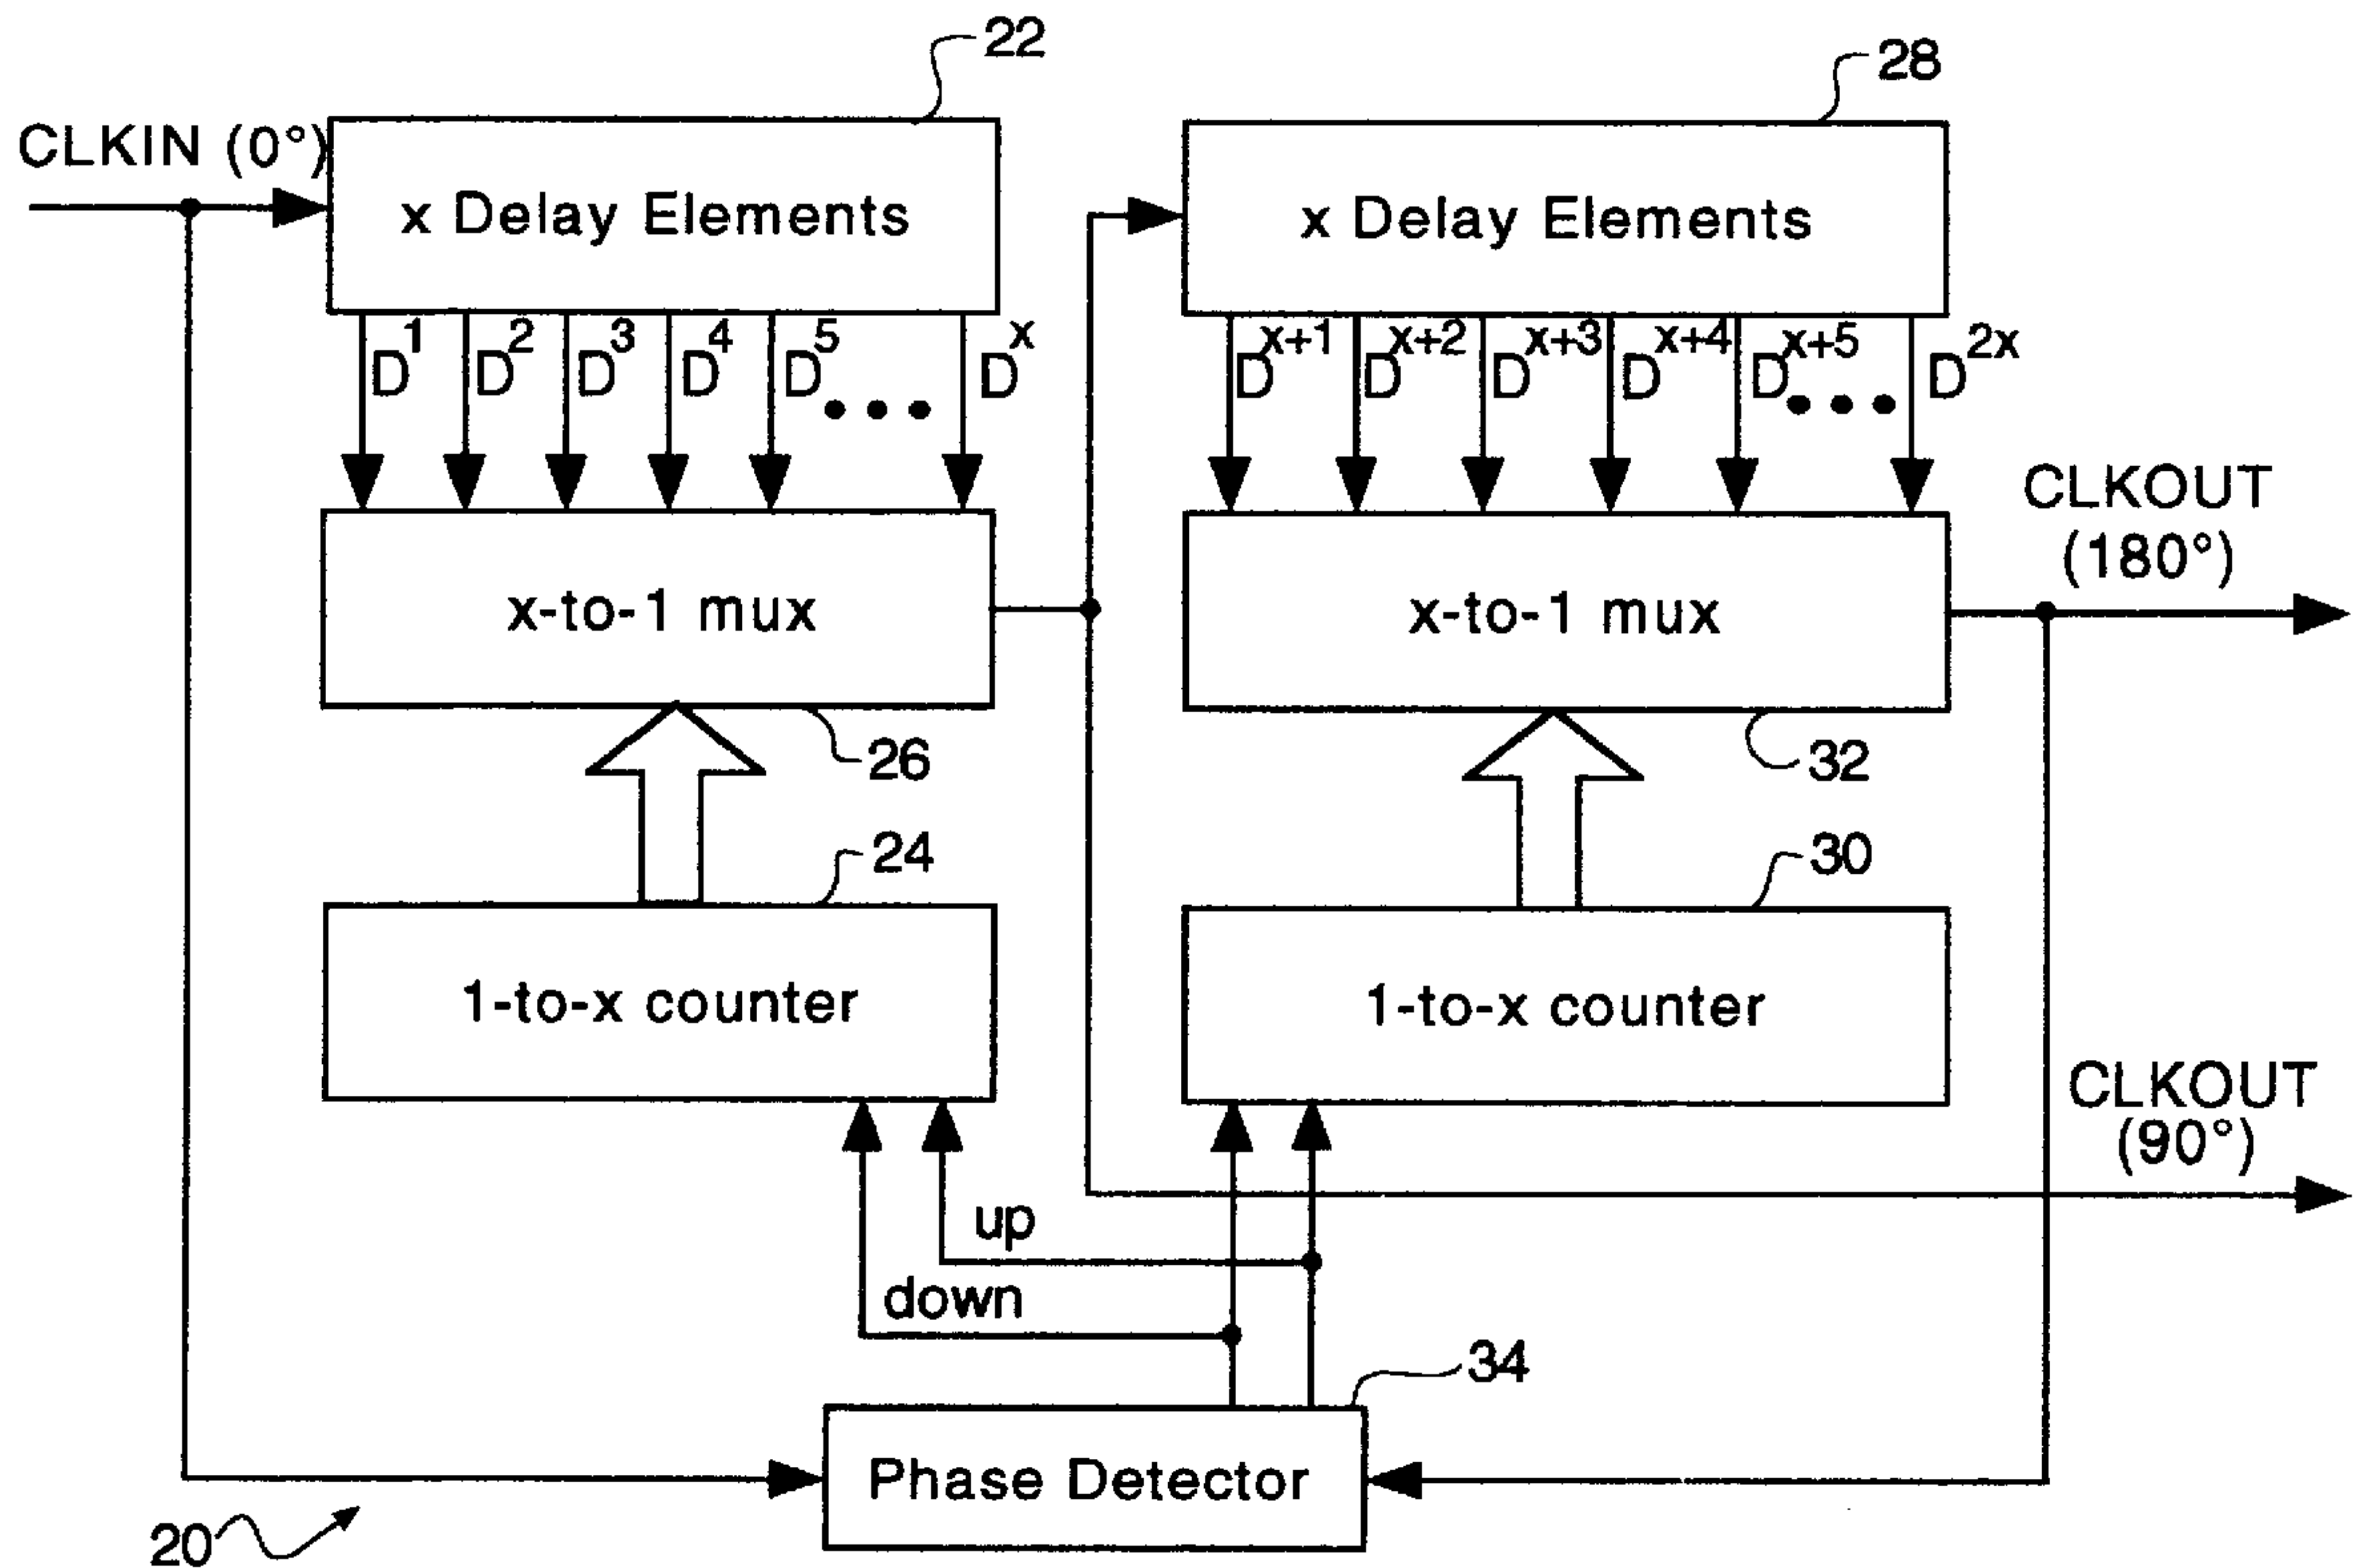 22
28
CLKIN (0°)
x Delay Elements
x Delay Elements
D¹ D² D³ D⁴ D⁵ ••• Dˣ
Dˣ⁺¹ Dˣ⁺² Dˣ⁺³ Dˣ⁺⁴ Dˣ⁺⁵ ••• D²ˣ
CLKOUT
(180°)
x-to-1 mux
x-to-1 mux
26
32
24
30
1-to-x counter
1-to-x counter
CLKOUT
(90°)
up
down
34
Phase Detector
20